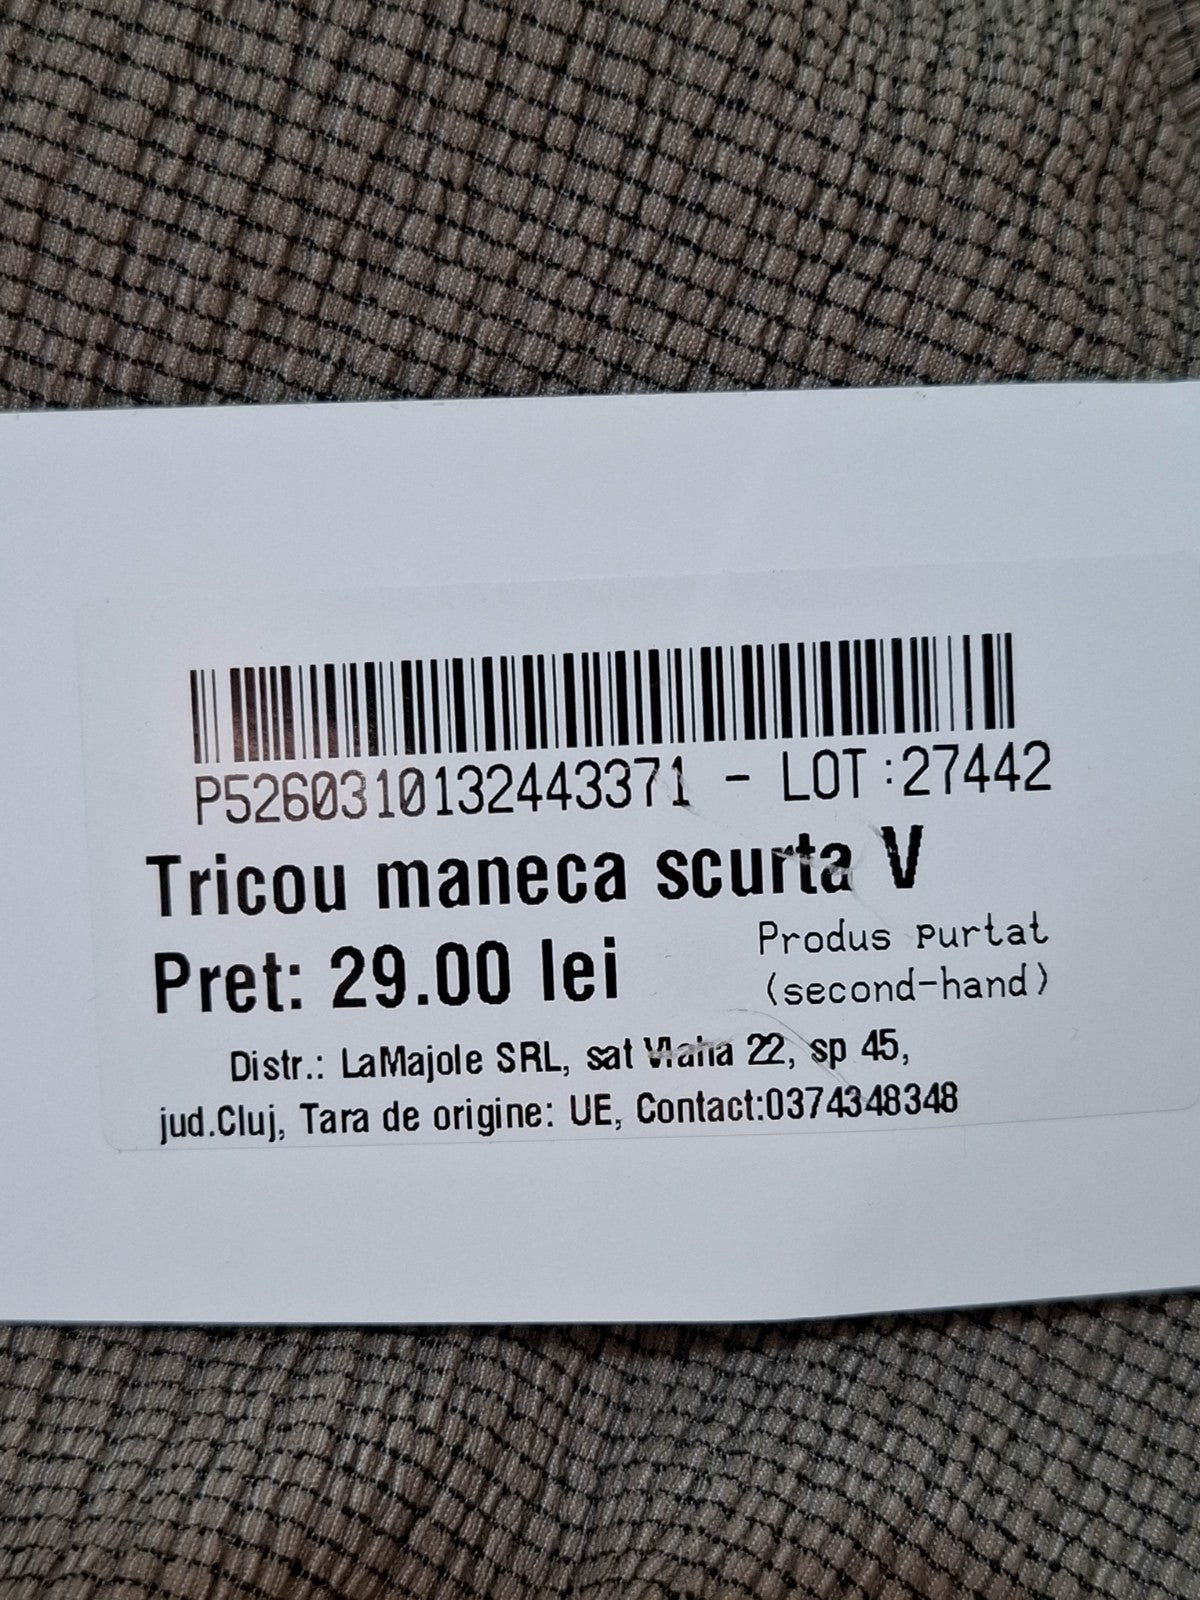 P5260310132443371 - LOT :27442
Tricou maneca scurta V
Pret: 29.00 lei
Produs purtat
(second-hand)
Distr.: LaMajole SRL, sat Vlaha 22, sp 45,
jud.Cluj, Tara de origine: UE, Contact:0374348348